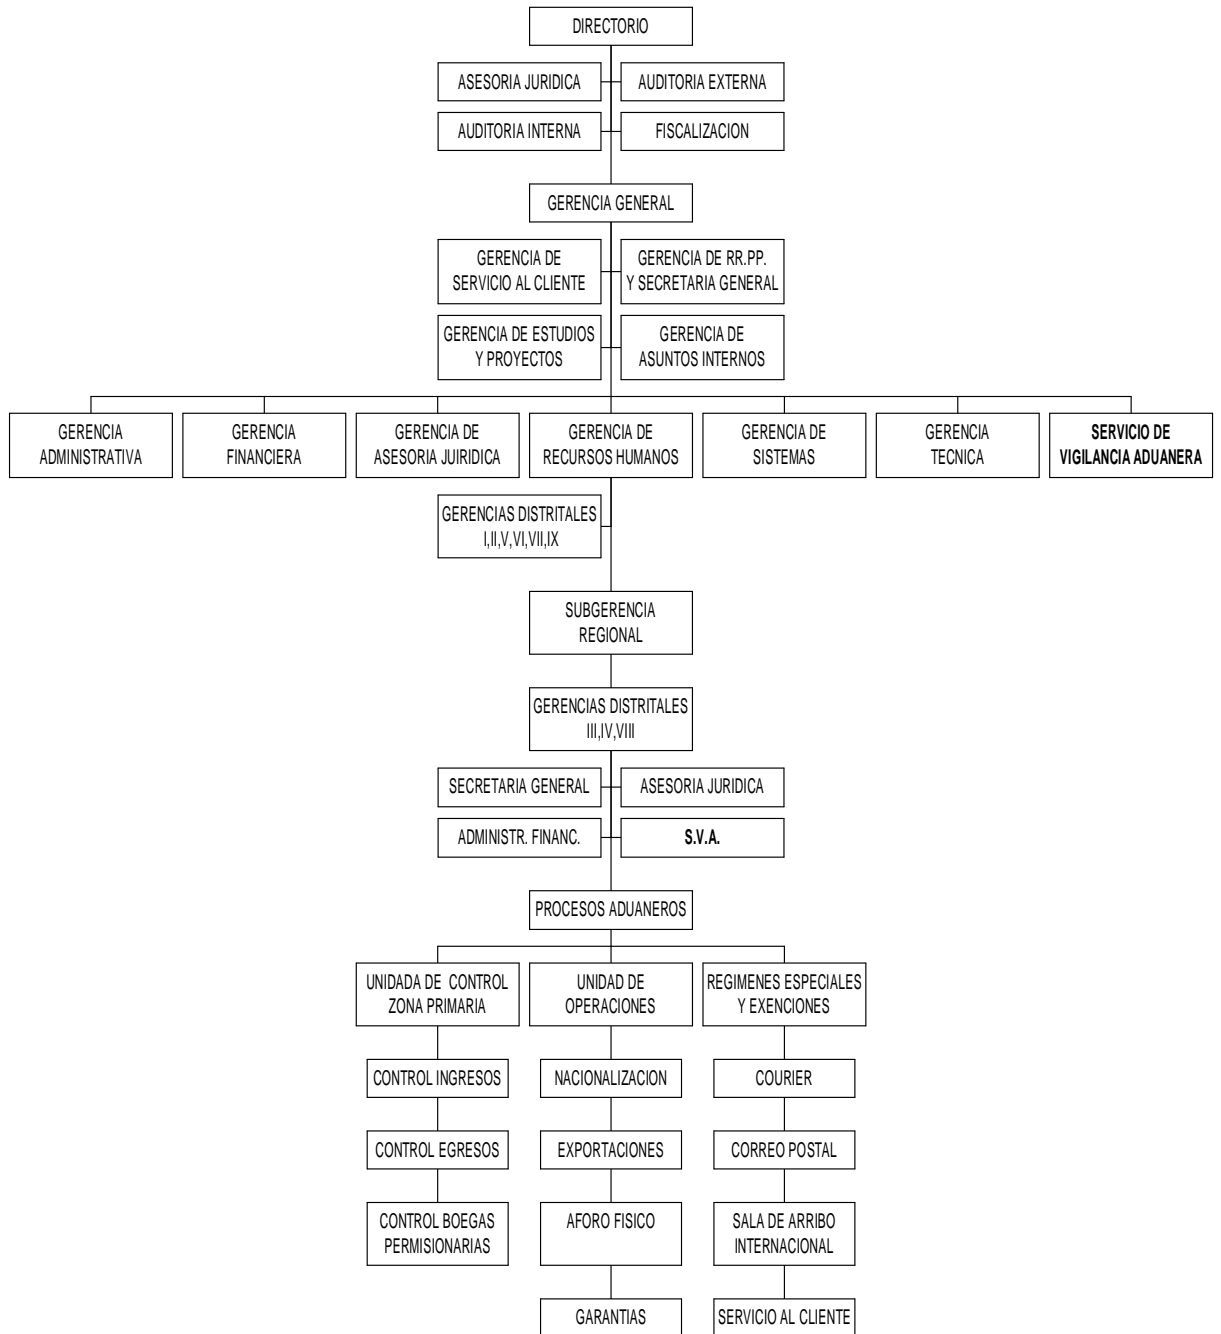 DIRECTORIO
ASESORIA JURIDICA
AUDITORIA EXTERNA
AUDITORIA INTERNA
FISCALIZACION
GERENCIA GENERAL
GERENCIA DE
SERVICIO AL CLIENTE
GERENCIA DE RR.PP.
Y SECRETARIA GENERAL
GERENCIA DE ESTUDIOS
Y PROYECTOS
GERENCIA DE
ASUNTOS INTERNOS
GERENCIA
ADMINISTRATIVA
GERENCIA
FINANCIERA
GERENCIA DE
ASESORIA JUIRIDICA
GERENCIA DE
RECURSOS HUMANOS
GERENCIA DE
SISTEMAS
GERENCIA
TECNICA
SERVICIO DE
VIGILANCIA ADUANERA
GERENCIAS DISTRITALES
I,II,V,VI,VII,IX
SUBGERENCIA
REGIONAL
GERENCIAS DISTRITALES
III,IV,VIII
SECRETARIA GENERAL
ASESORIA JURIDICA
ADMINISTR. FINANC.
S.V.A.
PROCESOS ADUANEROS
UNIDADA DE CONTROL
ZONA PRIMARIA
UNIDAD DE
OPERACIONES
REGIMENES ESPECIALES
Y EXENCIONES
CONTROL INGRESOS
NACIONALIZACION
COURIER
CONTROL EGRESOS
EXPORTACIONES
CORREO POSTAL
CONTROL BOEGAS
PERMISIONARIAS
AFORO FISICO
SALA DE ARRIBO
INTERNACIONAL
GARANTIAS
SERVICIO AL CLIENTE